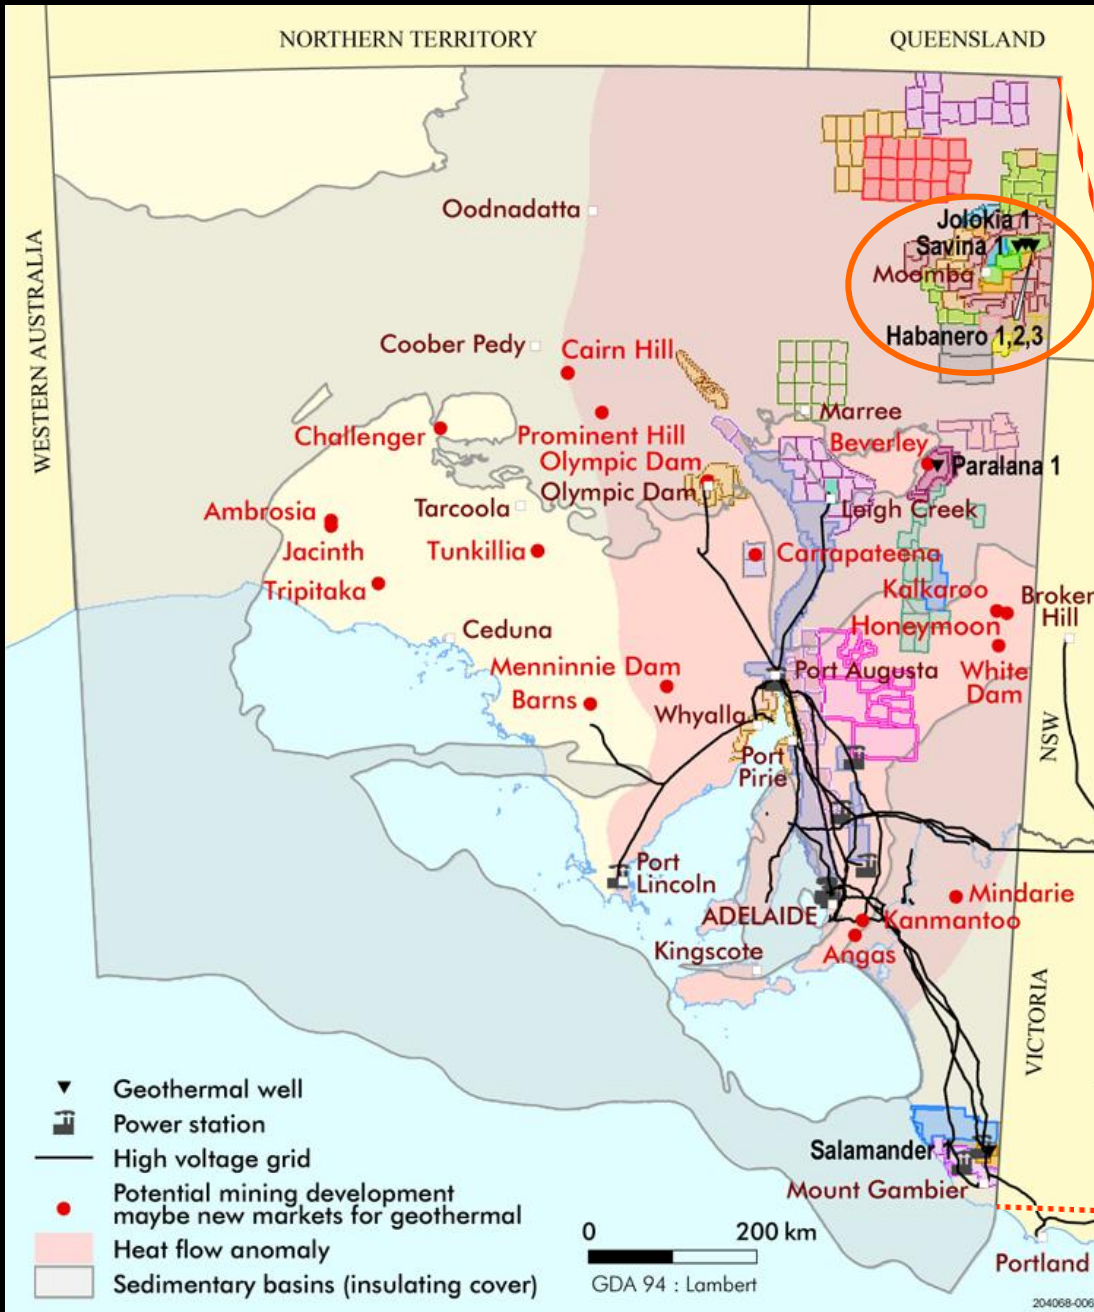 NORTHERN TERRITORY
QUEENSLAND
WESTERN AUSTRALIA
Oodnadatta
Jolokia 1
Savina 1
Moomba
Habanero 1,2,3
Coober Pedy
Cairn Hill
Challenger
Prominent Hill
Marree
Beverley
Olympic Dam
Olympic Dam
Paralana 1
Ambrosia
Tarcoola
Leigh Creek
Jacinth
Tunkillia
Carrapateena
Tripitaka
Kalkaroo
Broken
Hill
Honeymoon
Ceduna
Menninnie Dam
Port Augusta
White
Dam
Barns
Whyalla
NSW
Port
Pirie
Port
Lincoln
Mindarie
ADELAIDE
Kanmantoo
Kingscote
Angas
VICTORIA
Geothermal well
Power station
High voltage grid
Potential mining development
maybe new markets for geothermal
Heat flow anomaly
Sedimentary basins (insulating cover)
Salamander 1
Mount Gambier
0 200 km
GDA 94 : Lambert
Portland
204068-006